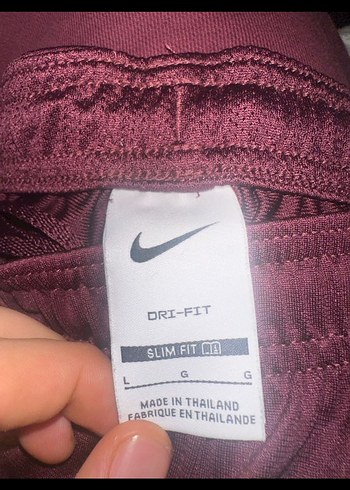 DRI-FIT
SLIM FIT
L G G
MADE IN THAILAND
FABRIQUE EN THAILANDE